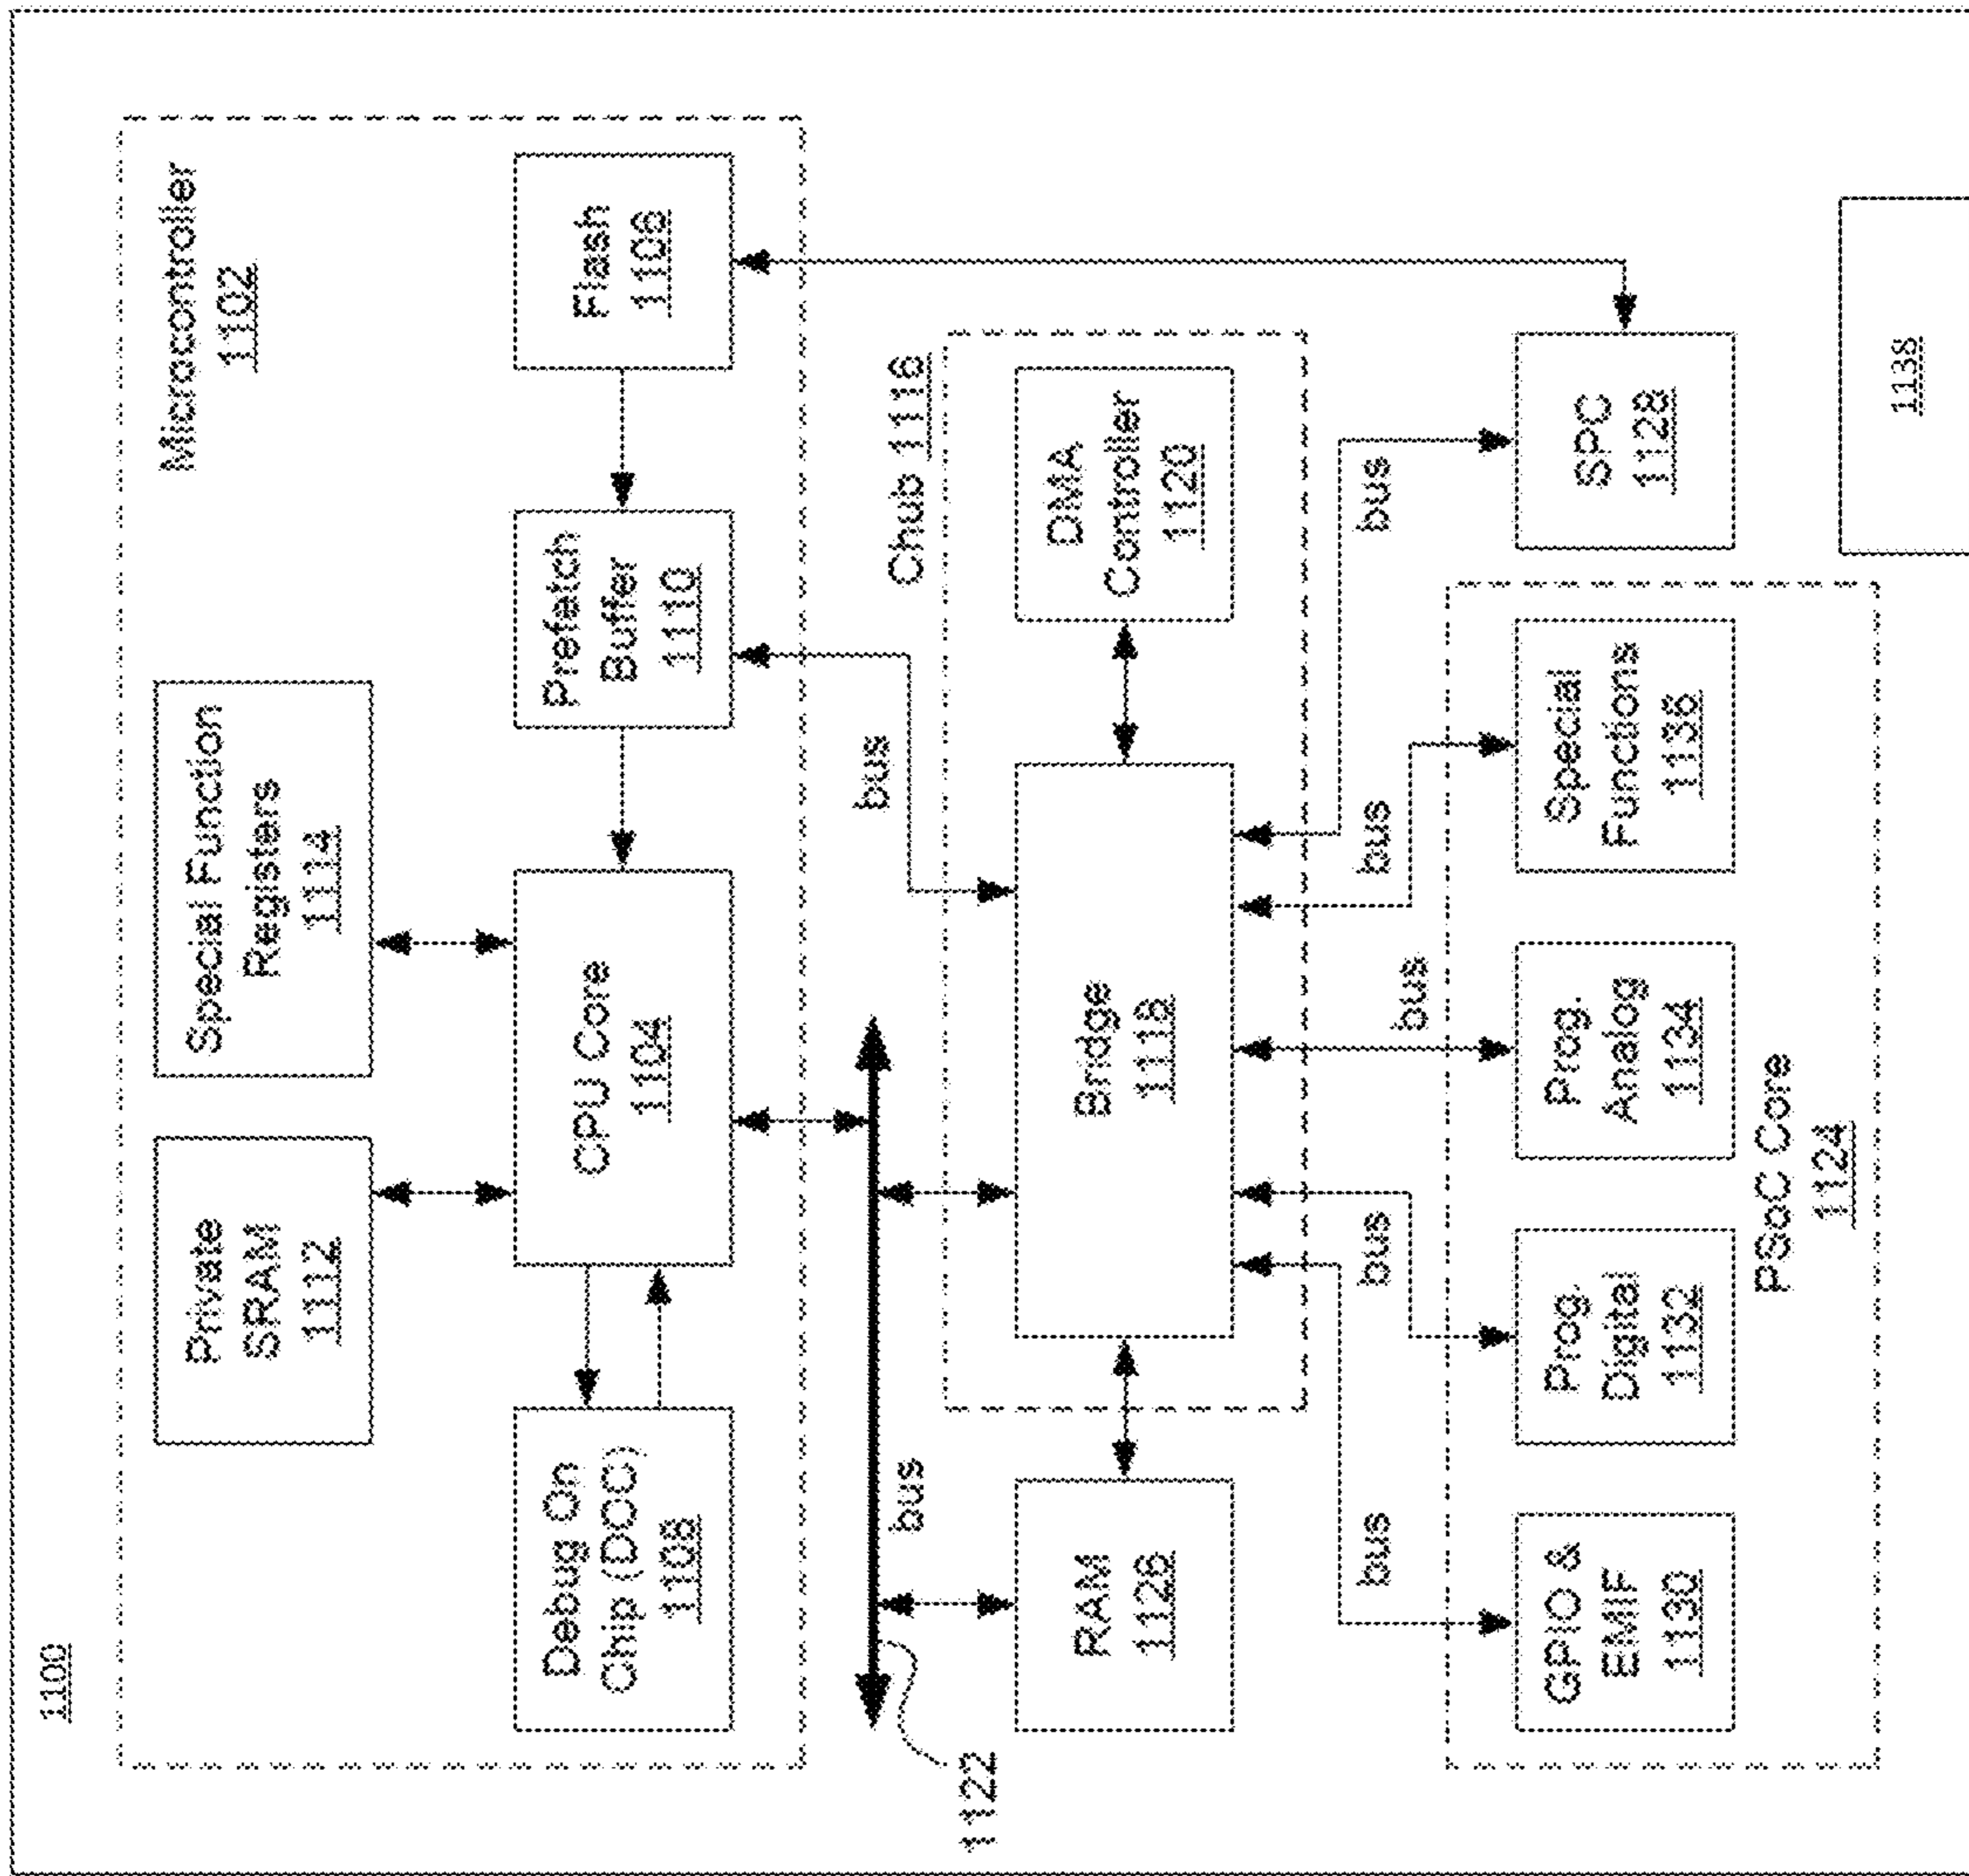 1100
Microcontroller
1102
Private
SRAM
1112
Special Function
Registers
1114
Debug On
Chip (DOC)
1108
CPU Core
1104
Prefetch
Buffer
1110
Flash
1106
bus
bus
Chub 1116
1122
RAM
1126
Bridge
1118
DMA
Controller
1120
bus
bus
bus
bus
bus
GPIO &
EMIF
1130
Prog.
Digital
1132
Prog.
Analog
1134
Special
Functions
1136
SPC
1128
PSoC Core
1124
1138